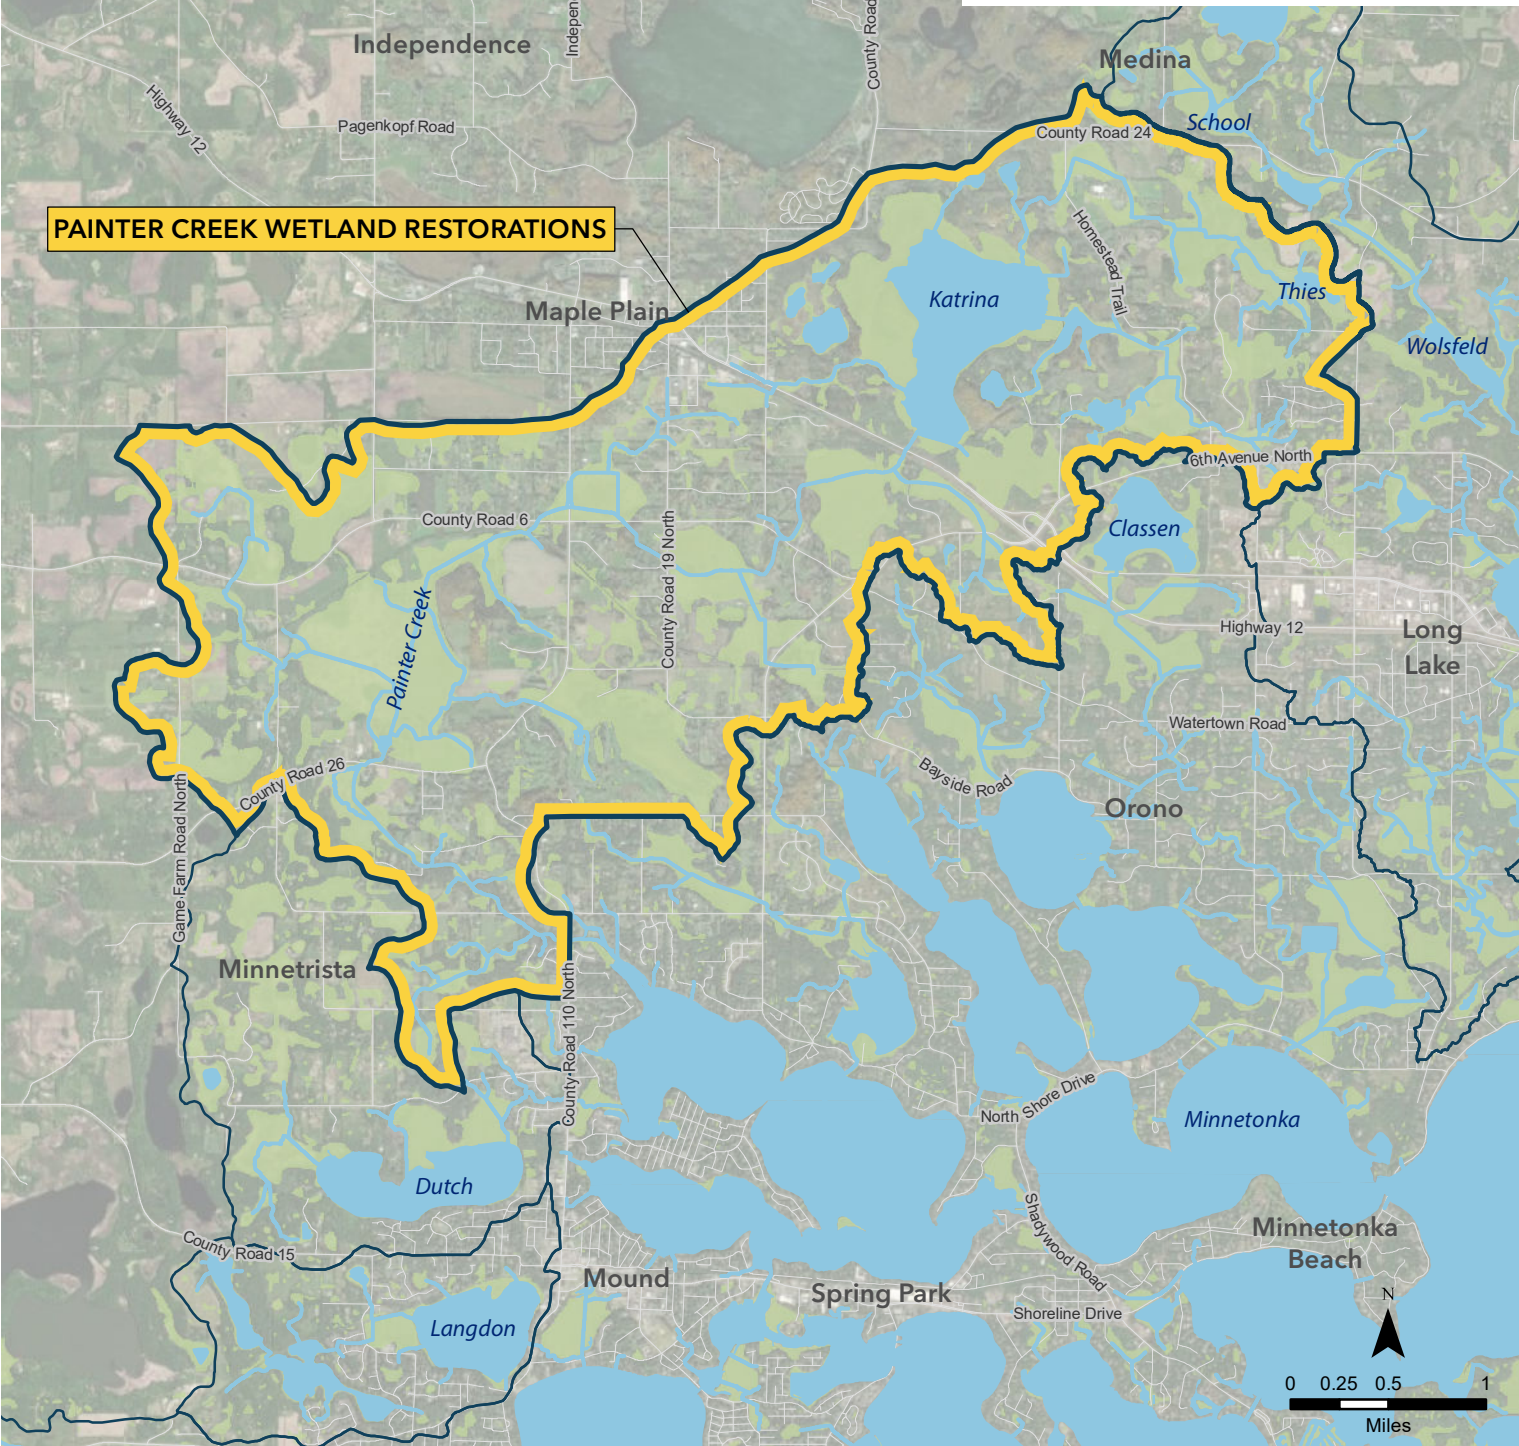 Independence
Indepen
County Road
Medina
Highway 12
Pagenkopf Road
School
County Road 24
PAINTER CREEK WETLAND RESTORATIONS
Homestead Trail
Katrina
Thies
Maple Plain
Wolsfeld
6th Avenue North
County Road 6
Classen
County Road 19 North
Painter Creek
Highway 12
Long
Lake
Watertown Road
County Road 26
Bayside Road
Orono
Game Farm Road North
Minnetrista
County Road 110 North
North Shore Drive
Minnetonka
Dutch
Shadywood Road
Minnetonka
Beach
County Road 15
Mound
Spring Park
Shoreline Drive
Langdon
N
0 0.25 0.5 1
Miles